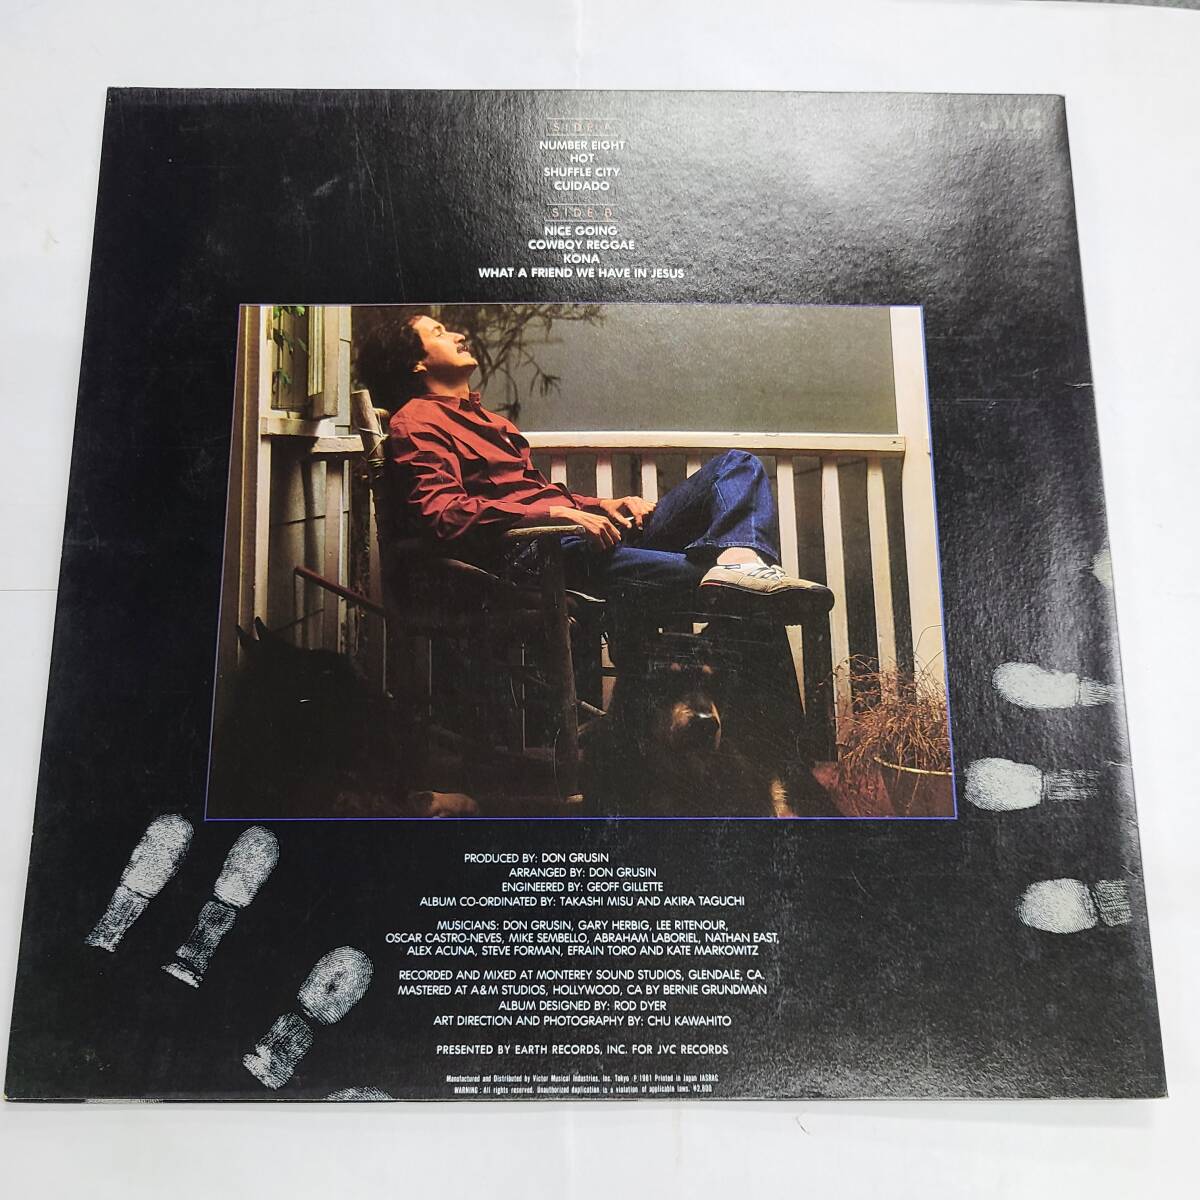 JVC
SIDE A
NUMBER EIGHT
HOT
SHUFFLE CITY
CUIDADO
SIDE B
NICE GOING
COWBOY REGGAE
KONA
WHAT A FRIEND WE HAVE IN JESUS
PRODUCED BY: DON GRUSIN
ARRANGED BY: DON GRUSIN
ENGINEERED BY: GEOFF GILLETTE
ALBUM CO-ORDINATED BY: TAKASHI MISU AND AKIRA TAGUCHI
MUSICIANS: DON GRUSIN, GARY HERBIG, LEE RITENOUR,
OSCAR CASTRO-NEVES, MIKE SEMBELLO, ABRAHAM LABORIEL, NATHAN EAST,
ALEX ACUNA, STEVE FORMAN, EFRAIN TORO AND KATE MARKOWITZ
RECORDED AND MIXED AT MONTEREY SOUND STUDIOS, GLENDALE, CA.
MASTERED AT A&M STUDIOS, HOLLYWOOD, CA BY BERNIE GRUNDMAN
ALBUM DESIGNED BY: ROD DYER
ART DIRECTION AND PHOTOGRAPHY BY: CHU KAWAHITO
PRESENTED BY EARTH RECORDS, INC. FOR JVC RECORDS
Manufactured and Distributed by Victor Musical Industries, Inc. Tokyo ℗ 1981 Printed in Japan JASRAC
WARNING: All rights reserved. Unauthorized duplication is a violation of applicable laws. ¥2,800